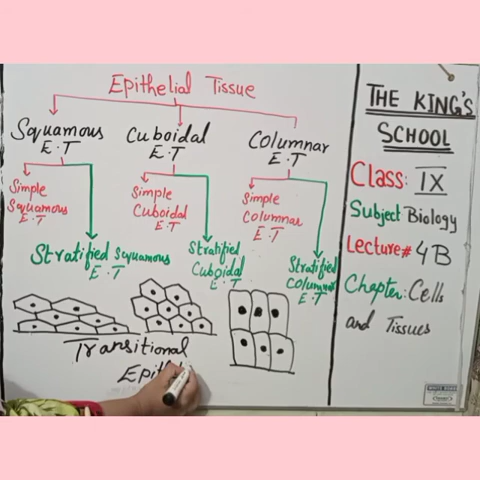 Epithelial Tissue
Squamous
E.T
Cuboidal
E.T
Columnar
E.T
Simple
Squamous
E.T
Simple
Cuboidal
E.T
Simple
Columnar
E.T
Stratified Squamous
E.T
Stratified
Cuboidal
E.T
Stratified
Columnar
E.T
Transitional
THE KING'S
SCHOOL
Class: IX
Subject Biology
Lecture# 4B
Chapter: Cells
and Tissues